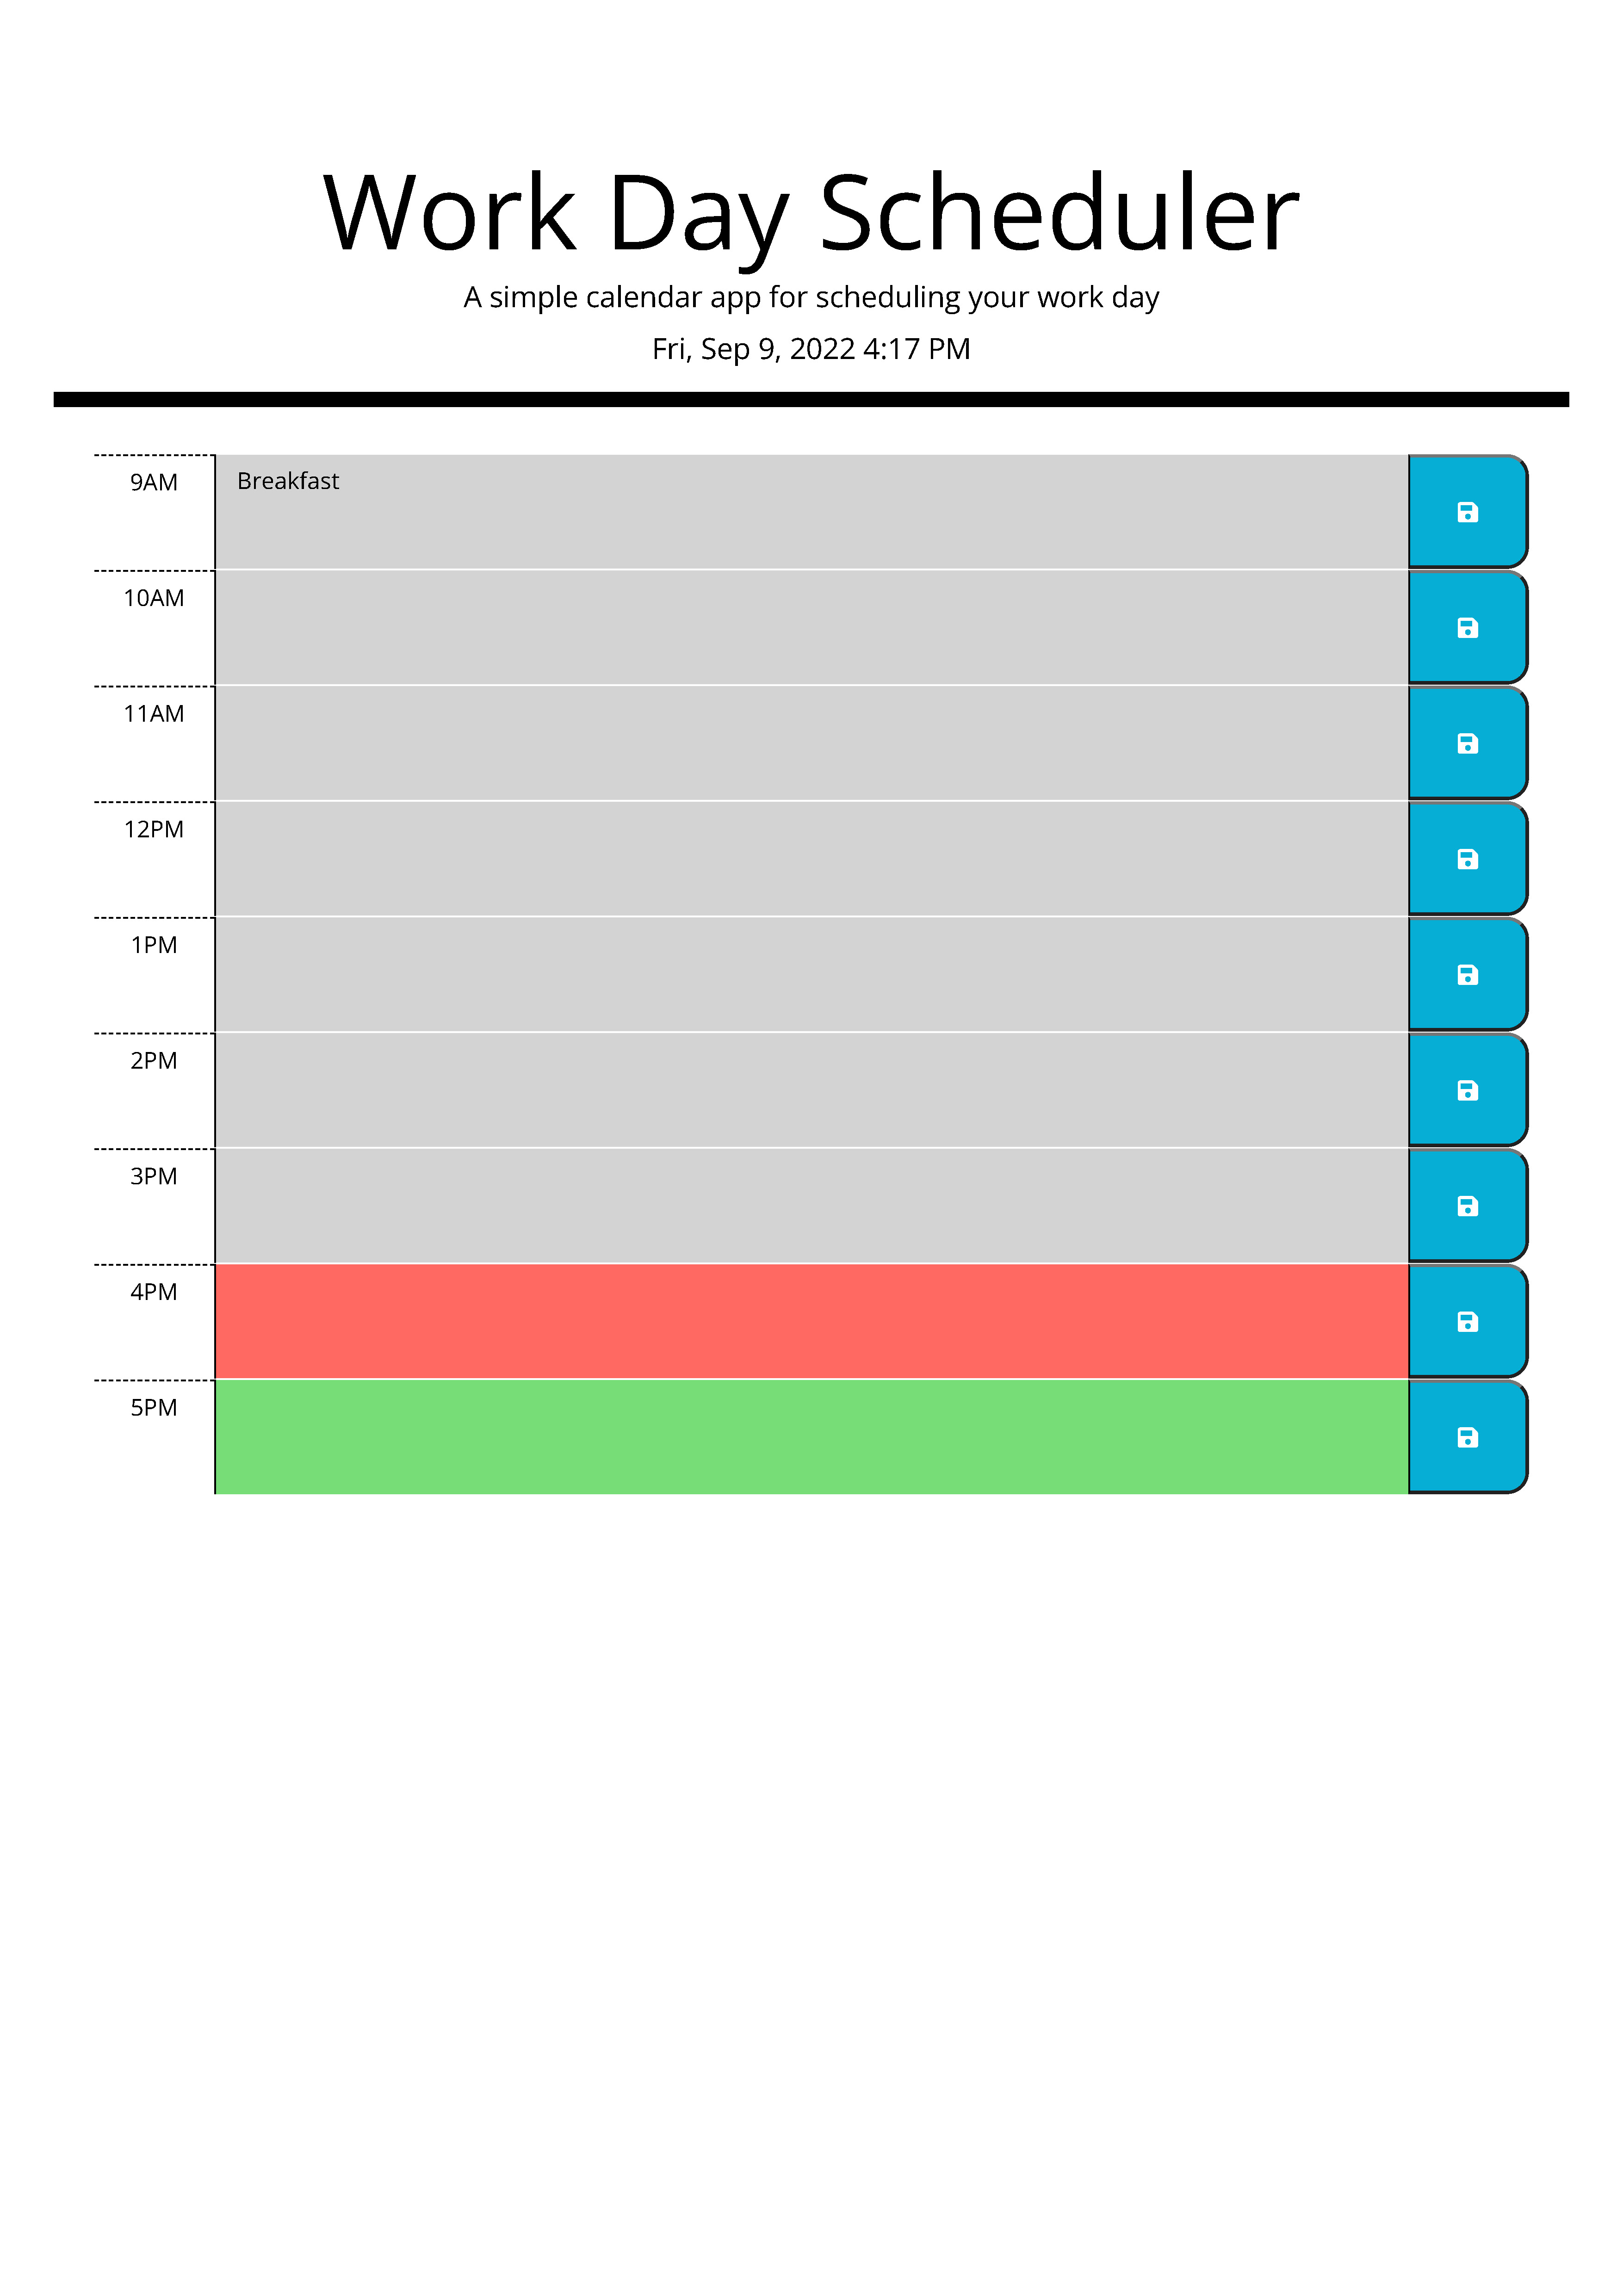 Work Day Scheduler
A simple calendar app for scheduling your work day
Fri, Sep 9, 2022 4:17 PM
9AM Breakfast
10AM
11AM
12PM
1PM
2PM
3PM
4PM
5PM